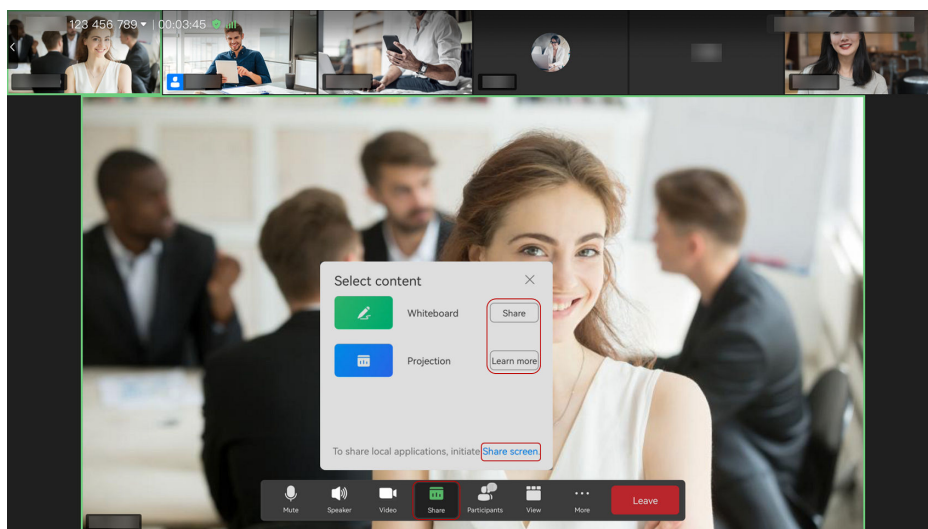 123 456 789 ▾ | 00:03:45
Select content
Whiteboard
Share
Projection
Learn more
To share local applications, initiate Share screen.
Mute
Speaker
Video
Share
Participants
View
More
Leave